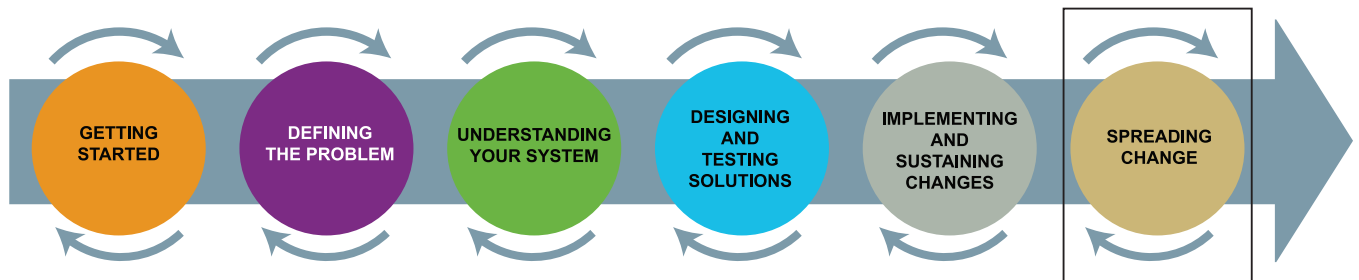 GETTING
STARTED
DEFINING
THE PROBLEM
UNDERSTANDING
YOUR SYSTEM
DESIGNING
AND
TESTING
SOLUTIONS
IMPLEMENTING
AND
SUSTAINING
CHANGES
SPREADING
CHANGE